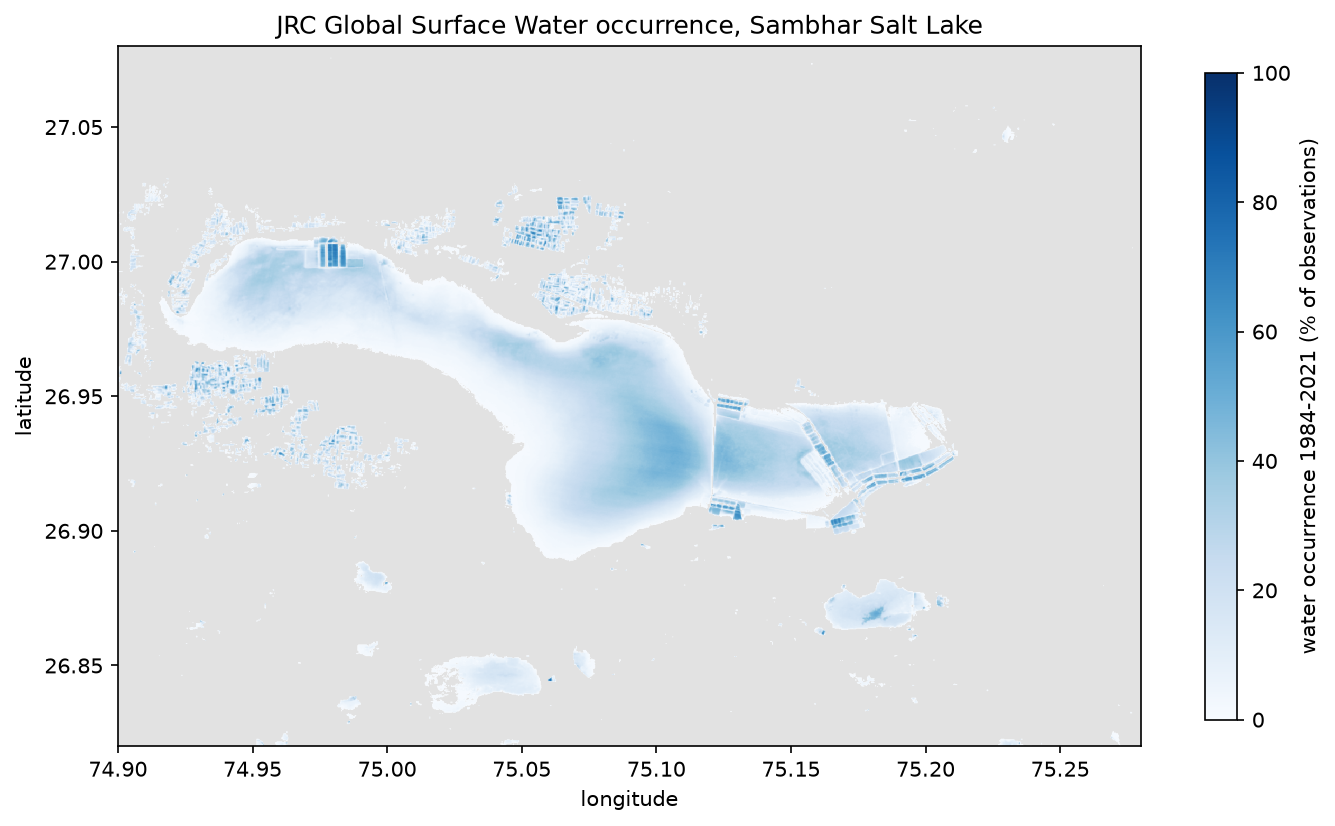 JRC Global Surface Water occurrence, Sambhar Salt Lake
27.05
27.00
26.95
26.90
26.85
latitude
74.90 74.95 75.00 75.05 75.10 75.15 75.20 75.25
longitude
100
80
60
40
20
0
water occurrence 1984-2021 (% of observations)